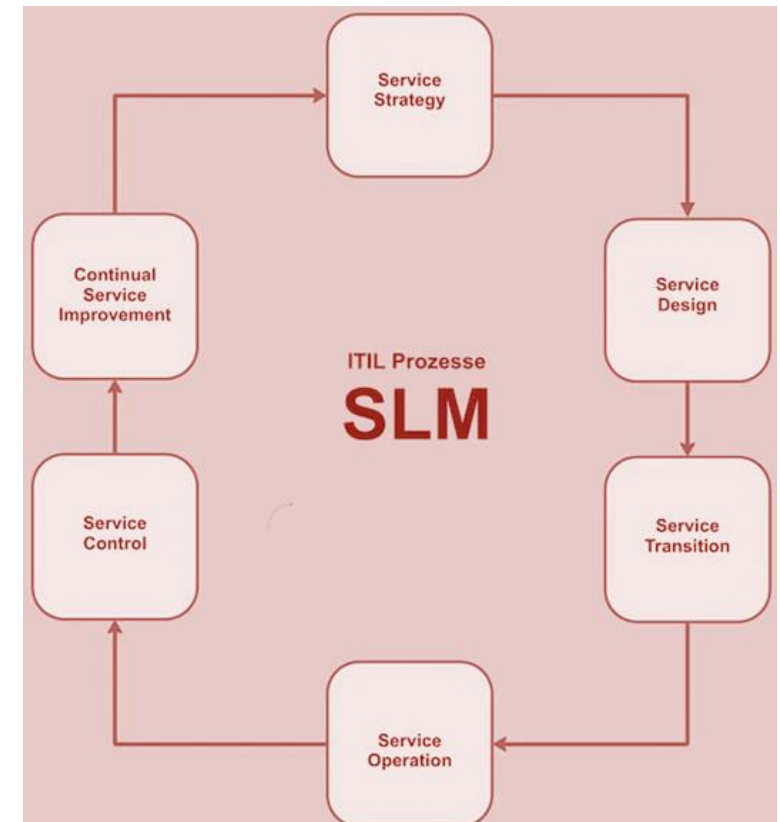 Service
Strategy
Service
Design
Service
Transition
Service
Operation
Service
Control
Continual
Service
Improvement
ITIL Prozesse
SLM